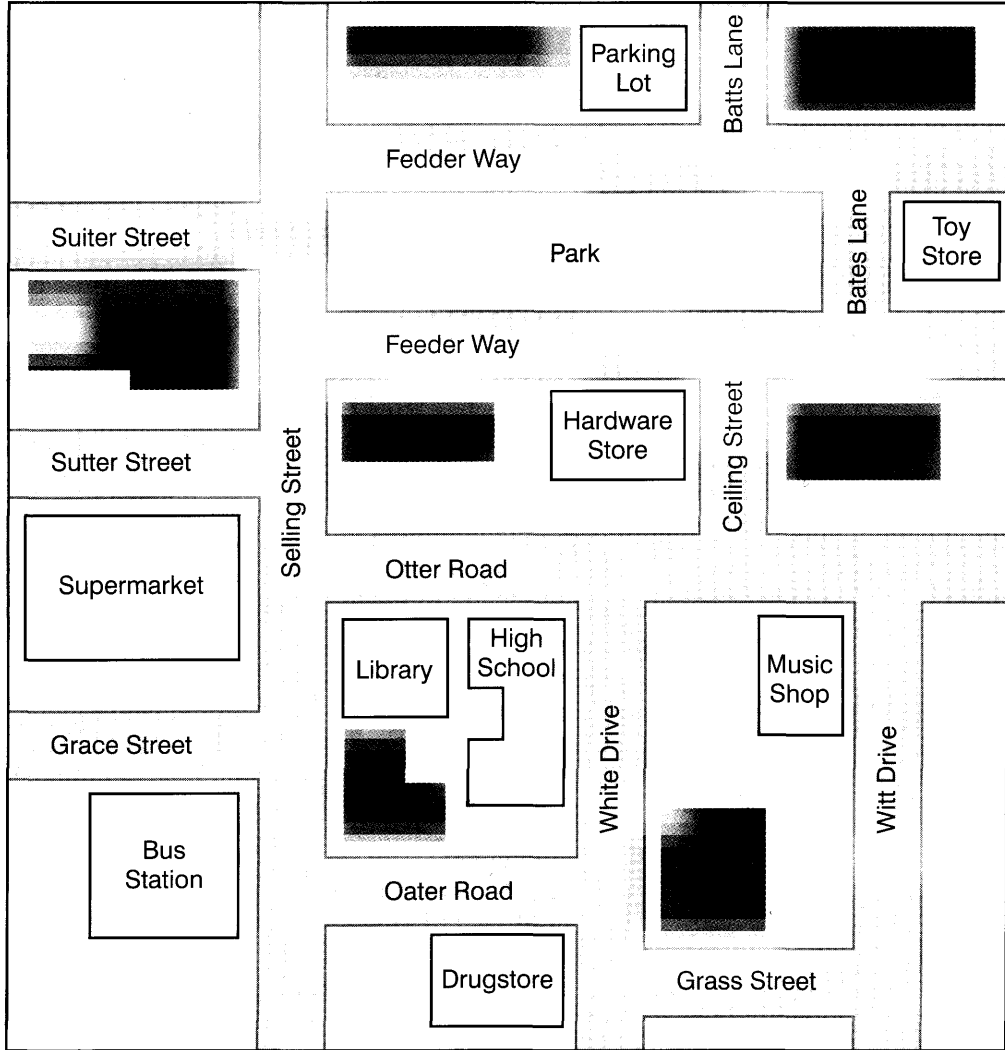 Parking
Lot
Batts Lane
Fedder Way
Suiter Street
Park
Bates Lane
Toy
Store
Feeder Way
Sutter Street
Selling Street
Hardware
Store
Ceiling Street
Supermarket
Otter Road
Library
High
School
Music
Shop
Grace Street
White Drive
Witt Drive
Bus
Station
Oater Road
Drugstore
Grass Street